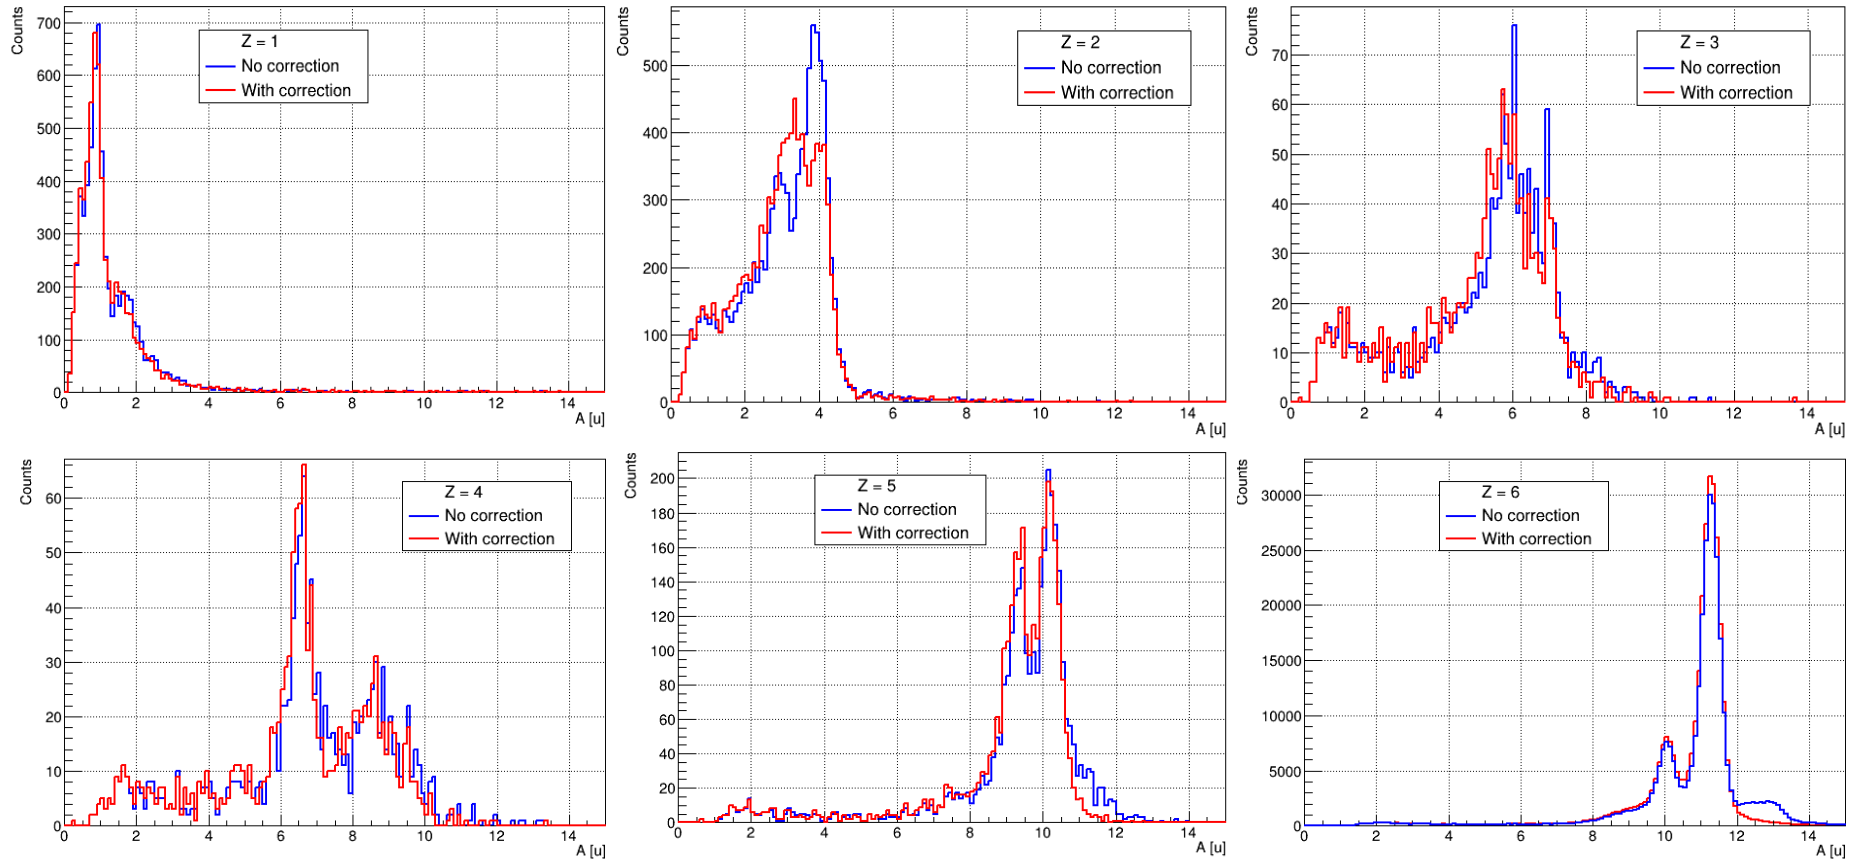 Counts
700
600
500
400
300
200
100
0
Z = 1
No correction
With correction
0 2 4 6 8 10 12 14
A [u]
Counts
500
400
300
200
100
0
Z = 2
No correction
With correction
0 2 4 6 8 10 12 14
A [u]
Counts
70
60
50
40
30
20
10
0
Z = 3
No correction
With correction
0 2 4 6 8 10 12 14
A [u]
Counts
60
50
40
30
20
10
0
Z = 4
No correction
With correction
0 2 4 6 8 10 12 14
A [u]
Counts
200
180
160
140
120
100
80
60
40
20
0
Z = 5
No correction
With correction
0 2 4 6 8 10 12 14
A [u]
Counts
30000
25000
20000
15000
10000
5000
0
Z = 6
No correction
With correction
0 2 4 6 8 10 12 14
A [u]